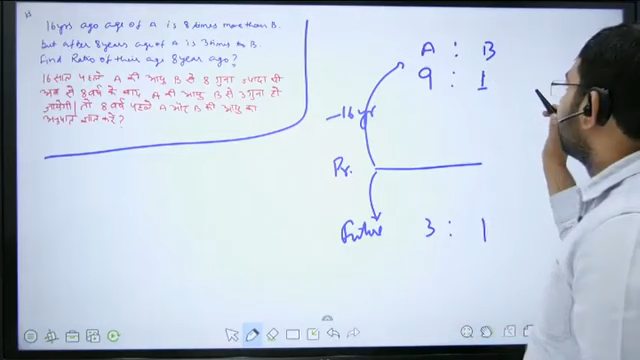 16yrs ago age of A is 8 times more than B.
but after 8 years age of A is 3 times to B.
Find Ratio of their age 8 year ago?
16 साल पहले A की आयु B से 8 गुना ज्यादा थी
अब से 8 वर्ष के बाद A की आयु B से 3 गुना हो
जायेगी। तो 8 वर्ष पहले A और B की आयु का
अनुपात ज्ञात करें?
A : B
9 : 1
-16 yr
Pr.
Future 3 : 1